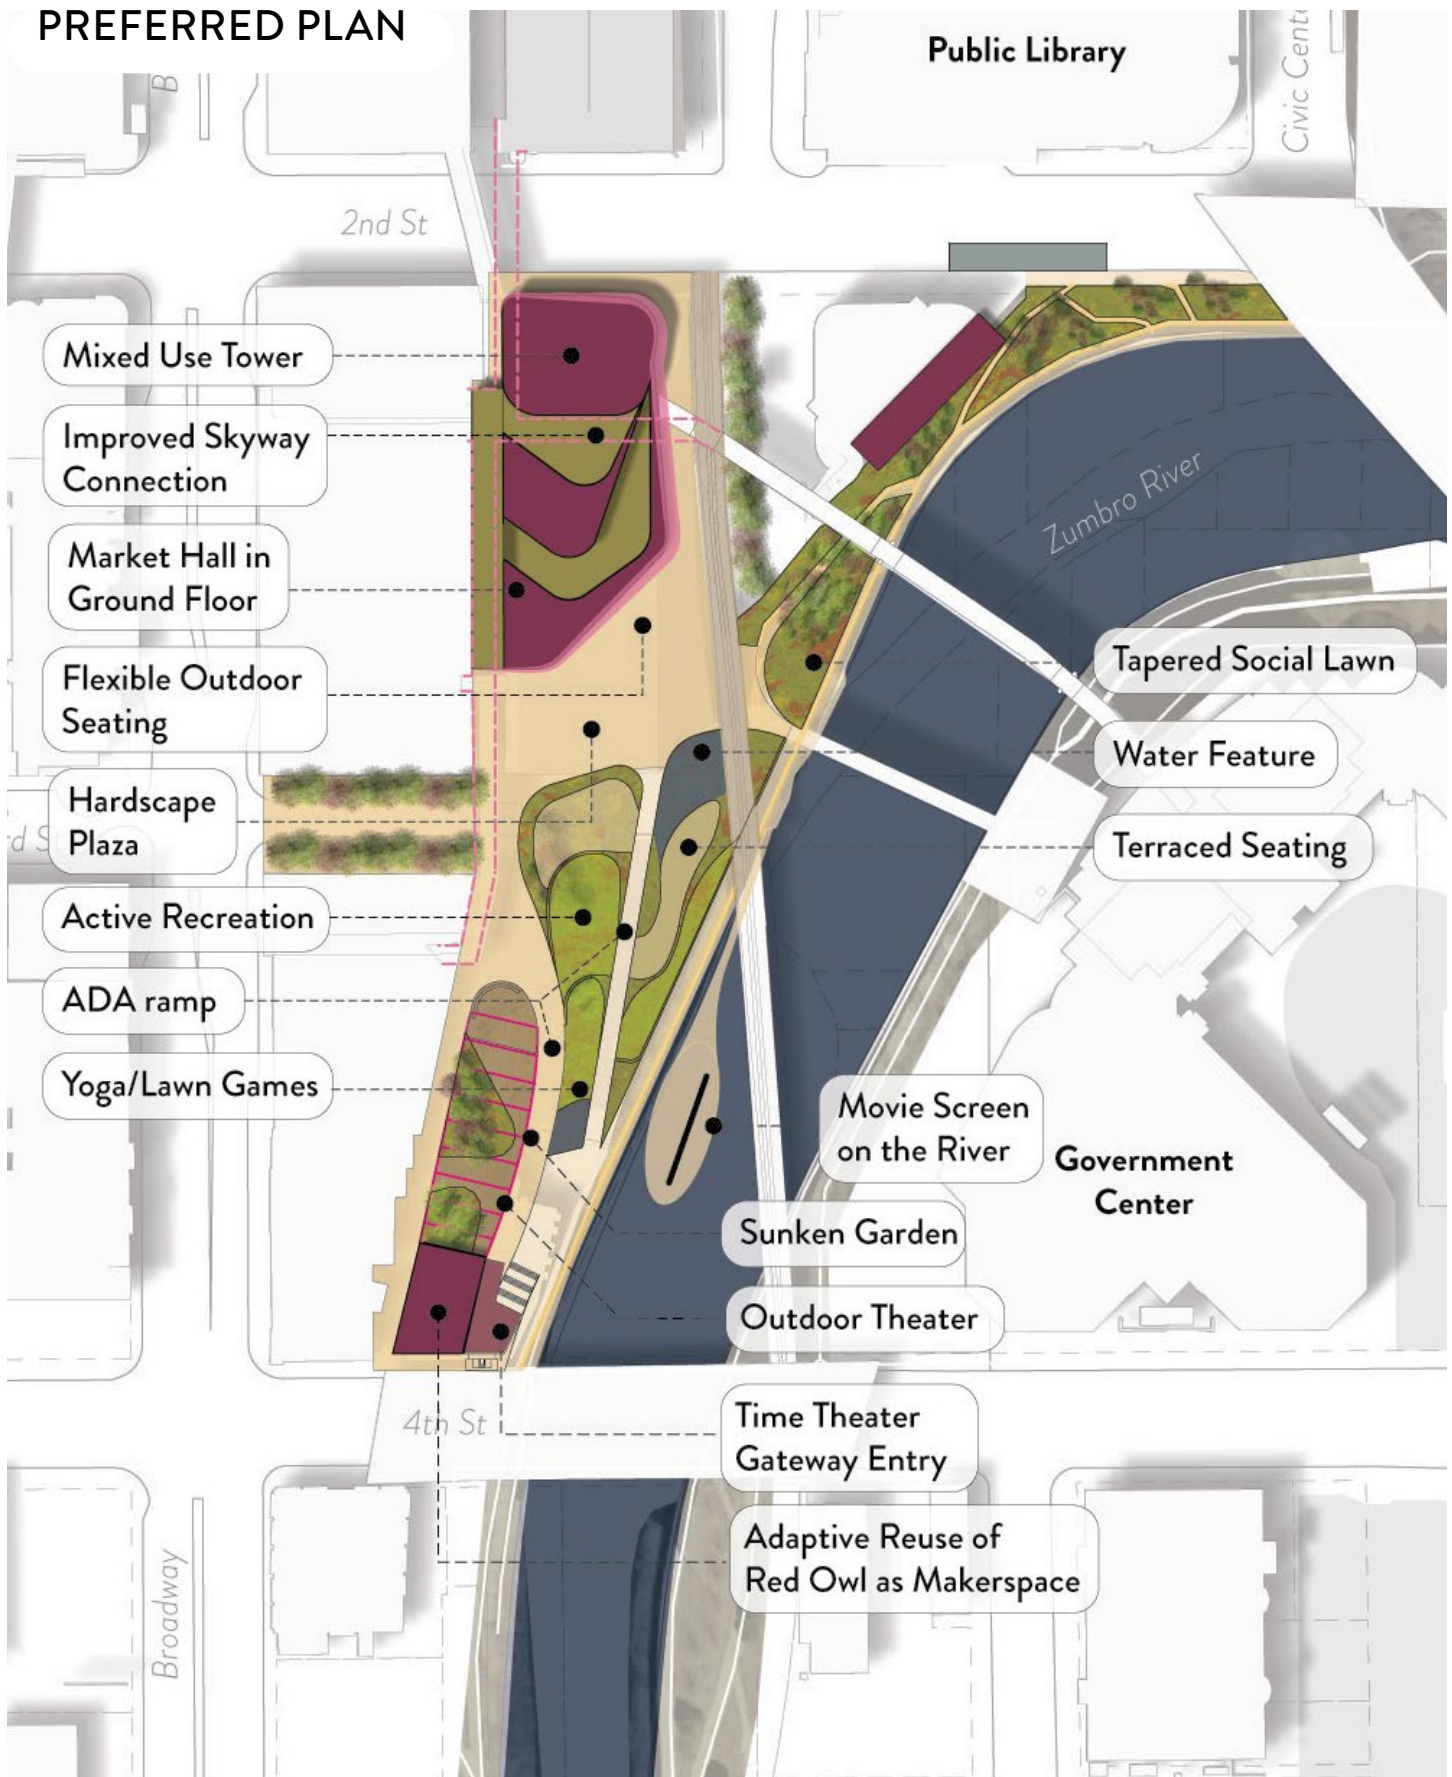 PREFERRED PLAN
Public Library
2nd St
Mixed Use Tower
Improved Skyway
Connection
Market Hall in
Ground Floor
Flexible Outdoor
Seating
Hardscape
Plaza
Active Recreation
ADA ramp
Yoga/Lawn Games
Zumbro River
Tapered Social Lawn
Water Feature
Terraced Seating
Movie Screen
on the River
Government
Center
Sunken Garden
Outdoor Theater
4th St
Time Theater
Gateway Entry
Adaptive Reuse of
Red Owl as Makerspace
Broadway
Civic